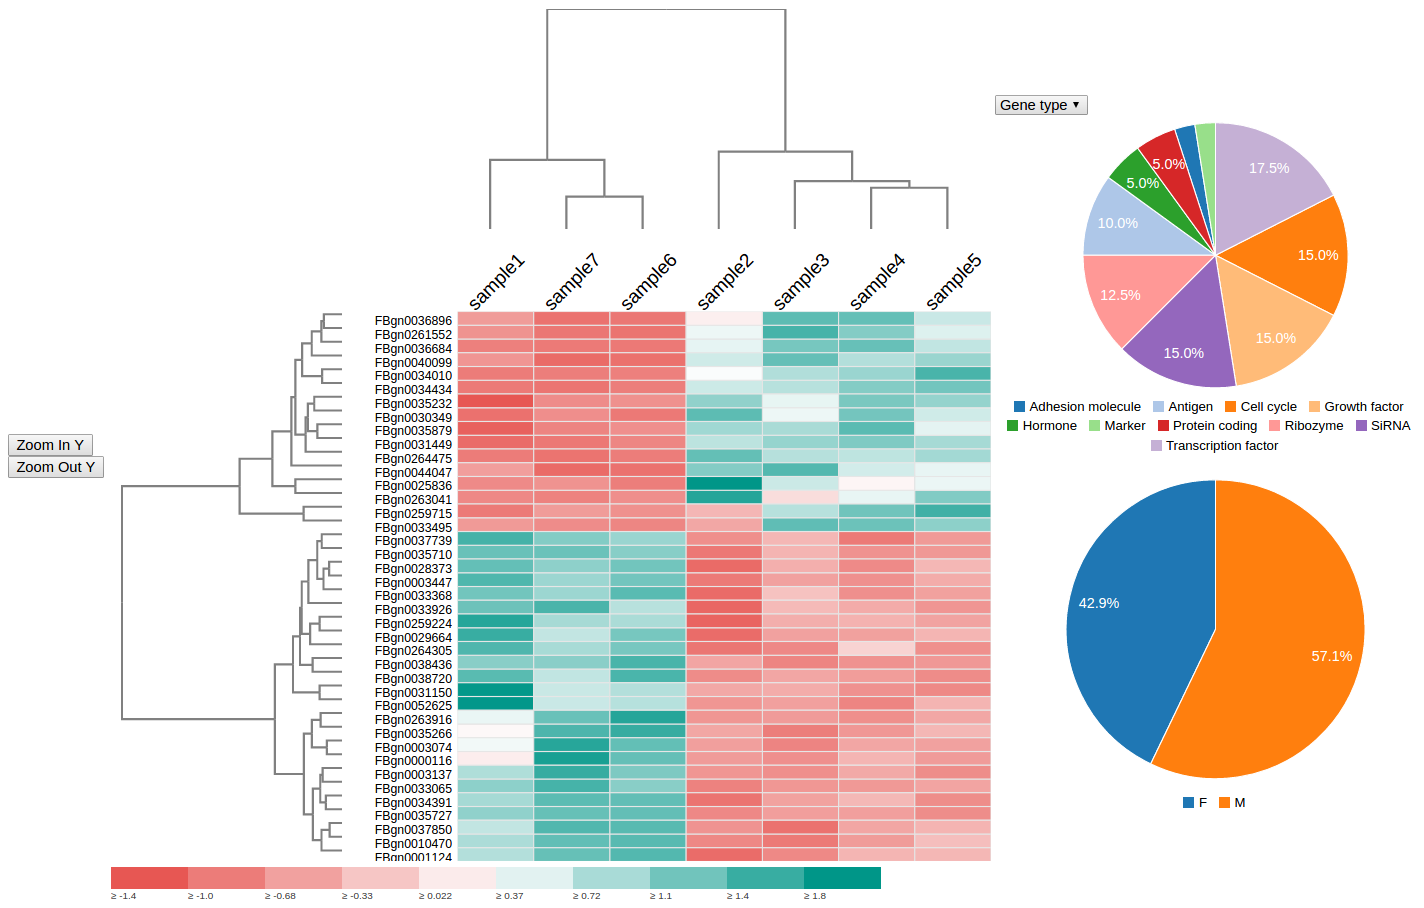 Gene type ▼
17.5%
15.0%
15.0%
15.0%
12.5%
10.0%
5.0%
5.0%
Adhesion molecule Antigen Cell cycle Growth factor
Hormone Marker Protein coding Ribozyme SiRNA
Transcription factor
42.9%
57.1%
F M
Zoom In Y
Zoom Out Y
sample1 sample7 sample6 sample2 sample3 sample4 sample5
FBgn0036896
FBgn0261552
FBgn0036684
FBgn0040099
FBgn0034010
FBgn0034434
FBgn0035232
FBgn0030349
FBgn0035879
FBgn0031449
FBgn0264475
FBgn0044047
FBgn0025836
FBgn0263041
FBgn0259715
FBgn0033495
FBgn0037739
FBgn0035710
FBgn0028373
FBgn0003447
FBgn0033368
FBgn0033926
FBgn0259224
FBgn0029664
FBgn0264305
FBgn0038436
FBgn0038720
FBgn0031150
FBgn0052625
FBgn0263916
FBgn0035266
FBgn0003074
FBgn0000116
FBgn0003137
FBgn0033065
FBgn0034391
FBgn0035727
FBgn0037850
FBgn0010470
FBgn0001124
≥ -1.4 ≥ -1.0 ≥ -0.68 ≥ -0.33 ≥ 0.022 ≥ 0.37 ≥ 0.72 ≥ 1.1 ≥ 1.4 ≥ 1.8